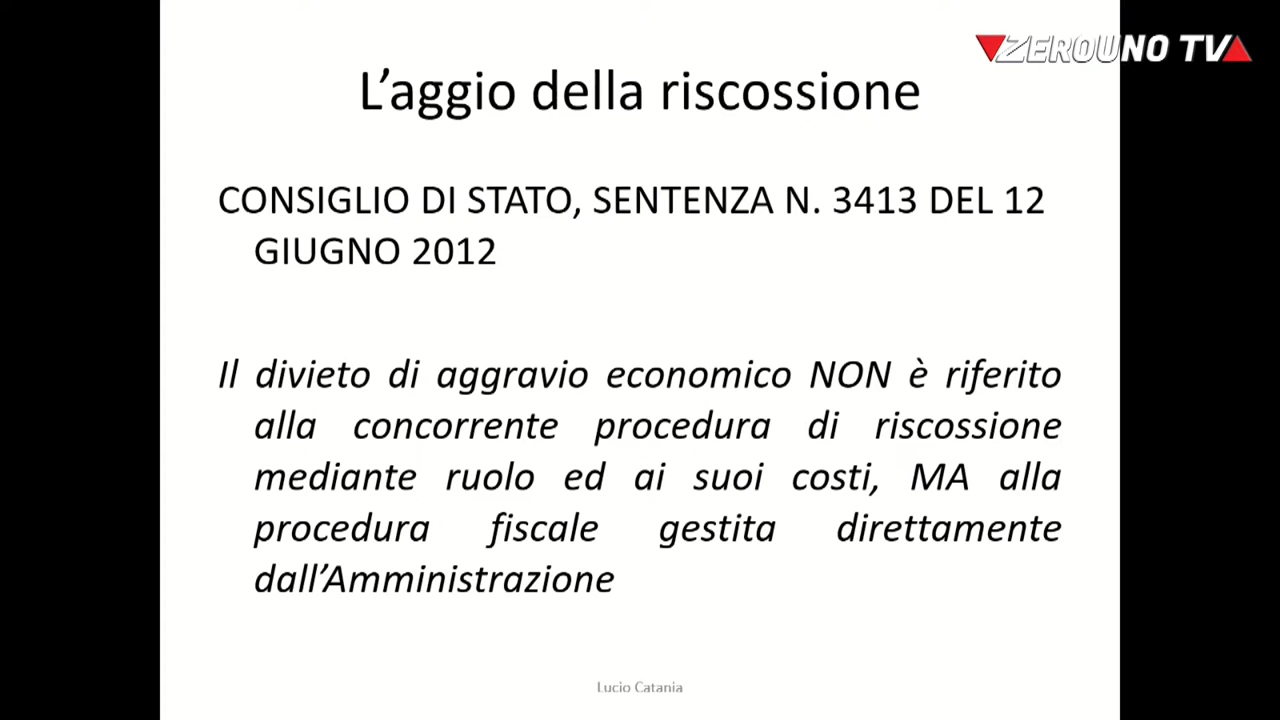 ZEROUNO TV
L’aggio della riscossione
CONSIGLIO DI STATO, SENTENZA N. 3413 DEL 12
GIUGNO 2012
Il divieto di aggravio economico NON è riferito
alla concorrente procedura di riscossione
mediante ruolo ed ai suoi costi, MA alla
procedura fiscale gestita direttamente
dall’Amministrazione
Lucio Catania